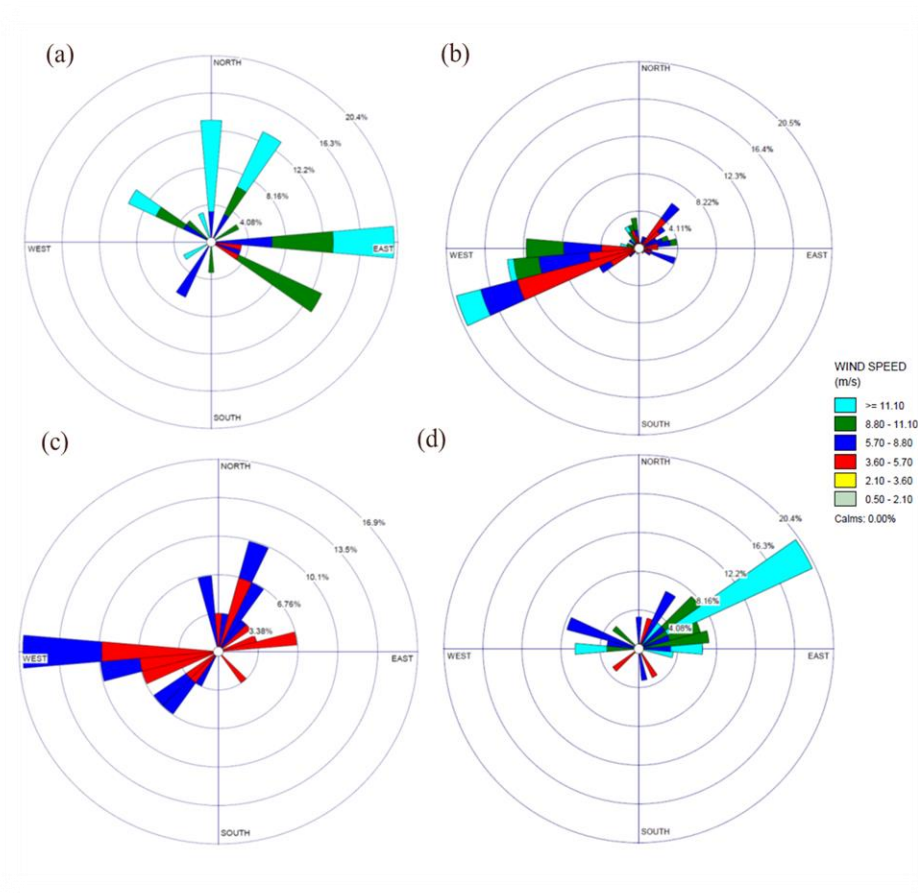 (a)
NORTH
20.4%
16.3%
12.2%
8.16%
4.08%
WEST
EAST
SOUTH
(b)
NORTH
20.5%
16.4%
12.3%
8.22%
4.11%
WEST
EAST
SOUTH
WIND SPEED
(m/s)
>= 11.10
8.80 - 11.10
5.70 - 8.80
3.60 - 5.70
2.10 - 3.60
0.50 - 2.10
Calms: 0.00%
(c)
NORTH
16.9%
13.5%
10.1%
6.76%
3.38%
WEST
EAST
SOUTH
(d)
NORTH
20.4%
16.3%
12.2%
8.16%
4.08%
WEST
EAST
SOUTH